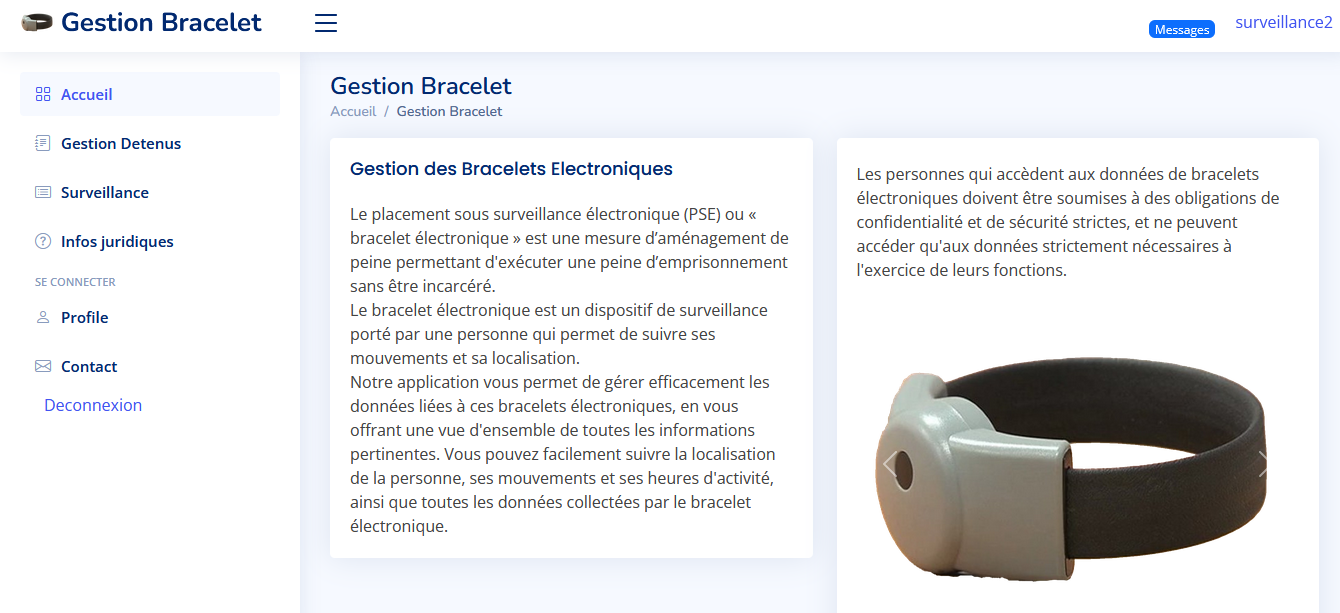 Gestion Bracelet
Messages
surveillance2
Accueil
Gestion Detenus
Surveillance
Infos juridiques
SE CONNECTER
Profile
Contact
Deconnexion
Gestion Bracelet
Accueil / Gestion Bracelet
Gestion des Bracelets Electroniques
Le placement sous surveillance électronique (PSE) ou «
bracelet électronique » est une mesure d’aménagement de
peine permettant d'exécuter une peine d’emprisonnement
sans être incarcéré.
Le bracelet électronique est un dispositif de surveillance
porté par une personne qui permet de suivre ses
mouvements et sa localisation.
Notre application vous permet de gérer efficacement les
données liées à ces bracelets électroniques, en vous
offrant une vue d'ensemble de toutes les informations
pertinentes. Vous pouvez facilement suivre la localisation
de la personne, ses mouvements et ses heures d'activité,
ainsi que toutes les données collectées par le bracelet
électronique.
Les personnes qui accèdent aux données de bracelets
électroniques doivent être soumises à des obligations de
confidentialité et de sécurité strictes, et ne peuvent
accéder qu'aux données strictement nécessaires à
l'exercice de leurs fonctions.